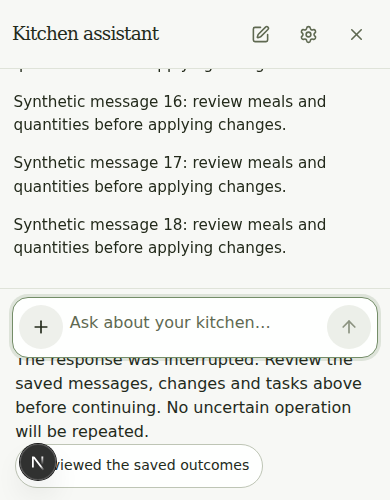 Kitchen assistant
Synthetic message 16: review meals and
quantities before applying changes.
Synthetic message 17: review meals and
quantities before applying changes.
Synthetic message 18: review meals and
quantities before applying changes.
Ask about your kitchen...
The response was interrupted. Review the
saved messages, changes and tasks above
before continuing. No uncertain operation
will be repeated.
N
viewed the saved outcomes